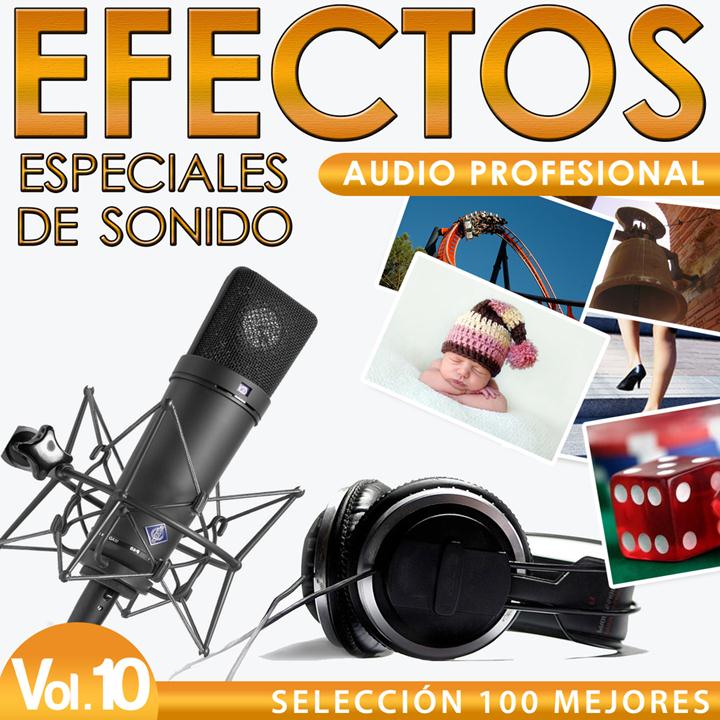 EFECTOS
ESPECIALES
DE SONIDO
AUDIO PROFESIONAL
Vol.10
SELECCIÓN 100 MEJORES